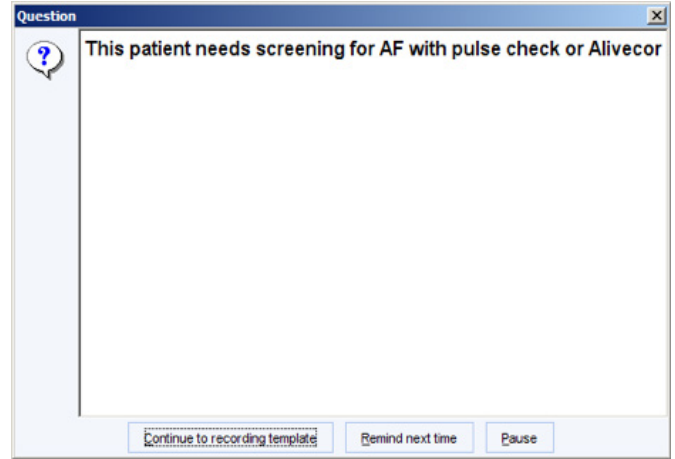 Question
This patient needs screening for AF with pulse check or Alivecor
Continue to recording template
Remind next time
Pause